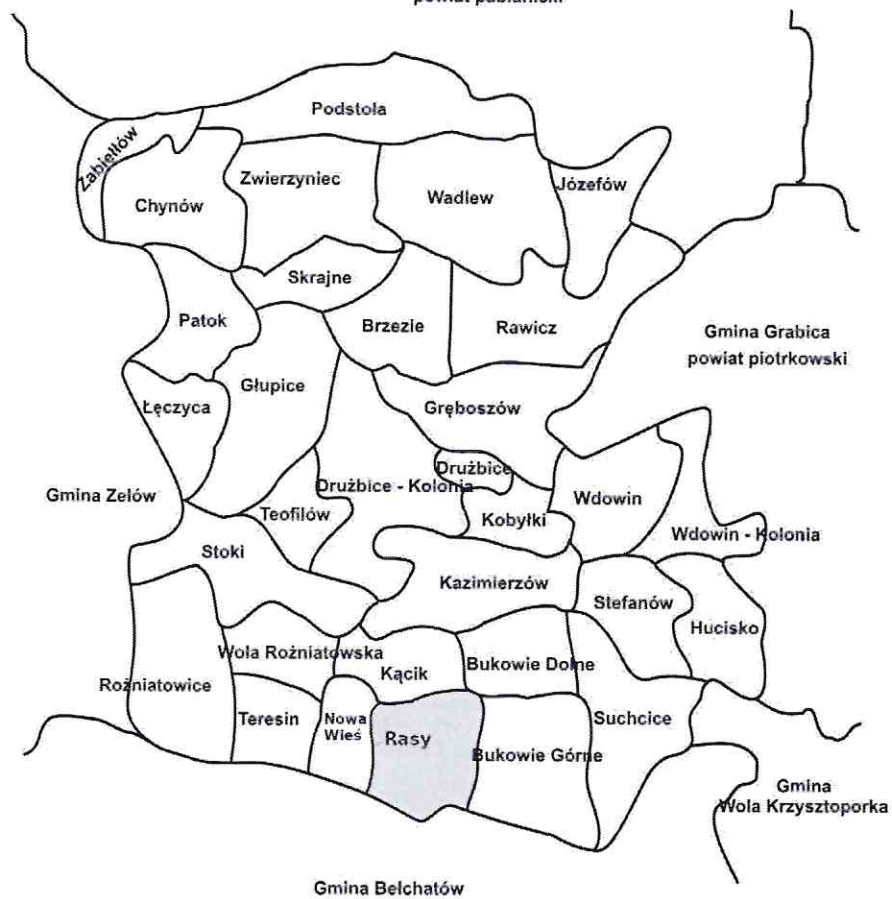 powiat pabianicki
Podstoła
Zabiełłów
Zwierzyniec
Józefów
Chynów
Wadlew
Skrajne
Patok
Brzezie
Rawicz
Gmina Grabica
powiat piotrkowski
Głupice
Łęczyca
Gręboszów
Drużbice
Gmina Zelów
Drużbice - Kolonia
Wdowin
Teofilów
Kobyłki
Wdowin - Kolonia
Stoki
Kazimierzów
Stefanów
Hucisko
Wola Rożniatowska
Kącik
Bukowie Dolne
Rożniatowice
Teresin
Nowa
Wieś
Rasy
Suchcice
Bukowie Górne
Gmina
Wola Krzysztoporka
Gmina Bełchatów